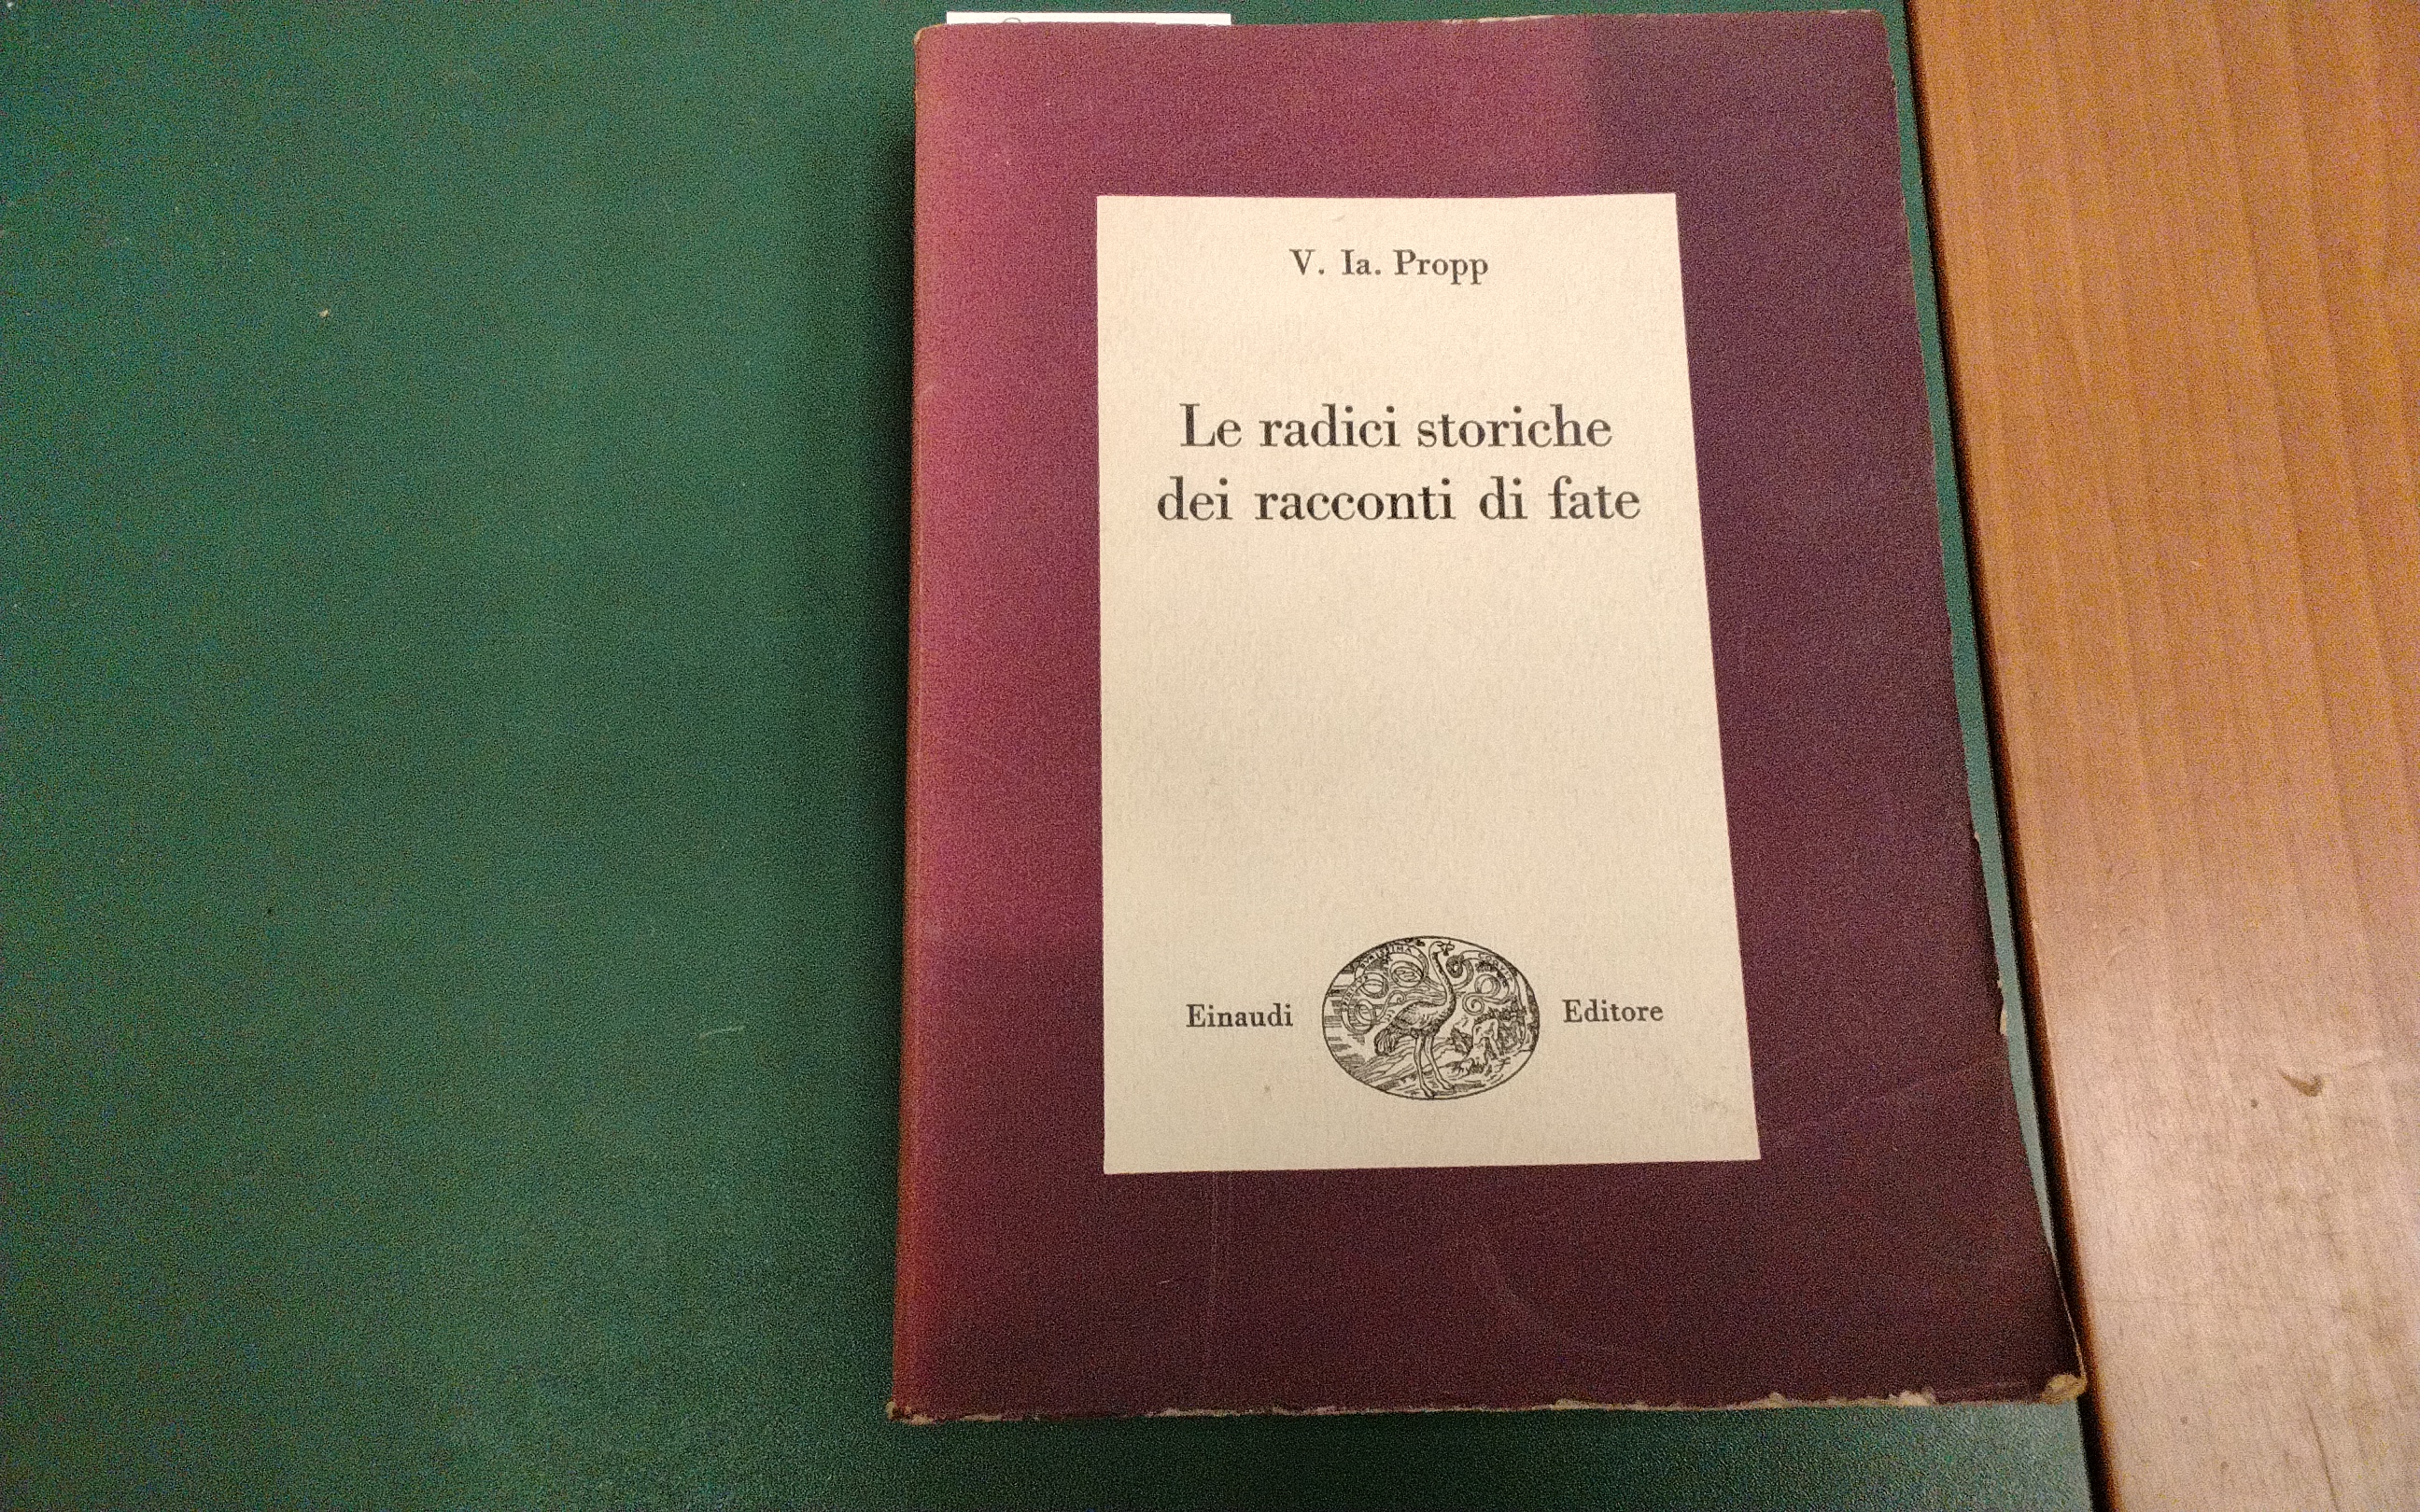 V. Ia. Propp
Le radici storiche
dei racconti di fate
Einaudi Editore